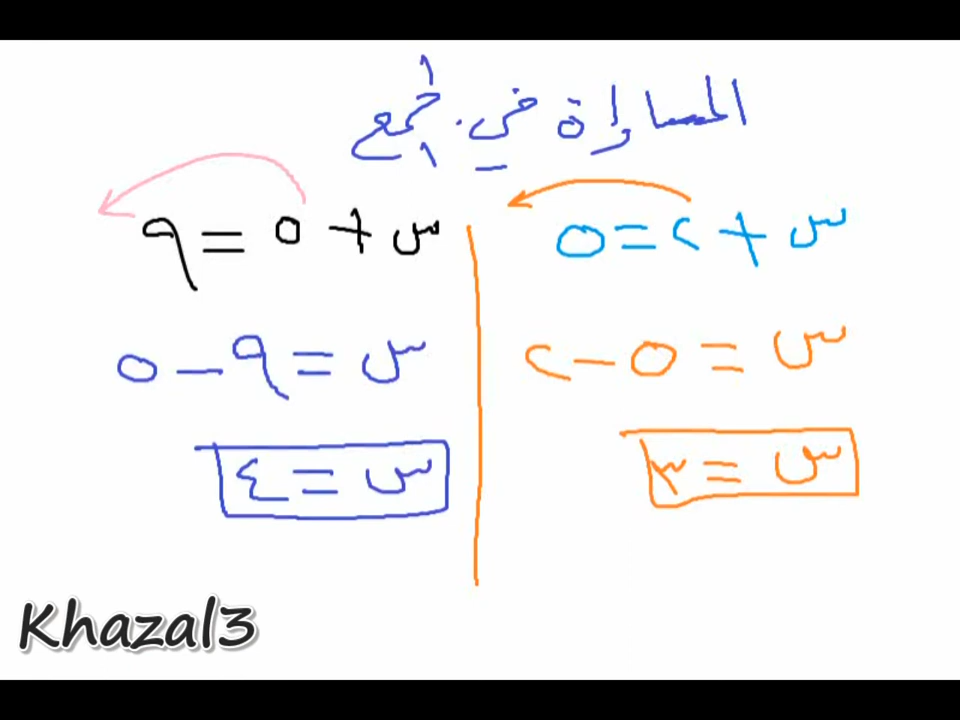 المساواة في الجمع
س + ٢ = ٥
س = ٥ - ٢
س = ٣
س + ٥ = ٩
س = ٩ - ٥
س = ٤
Khazal3